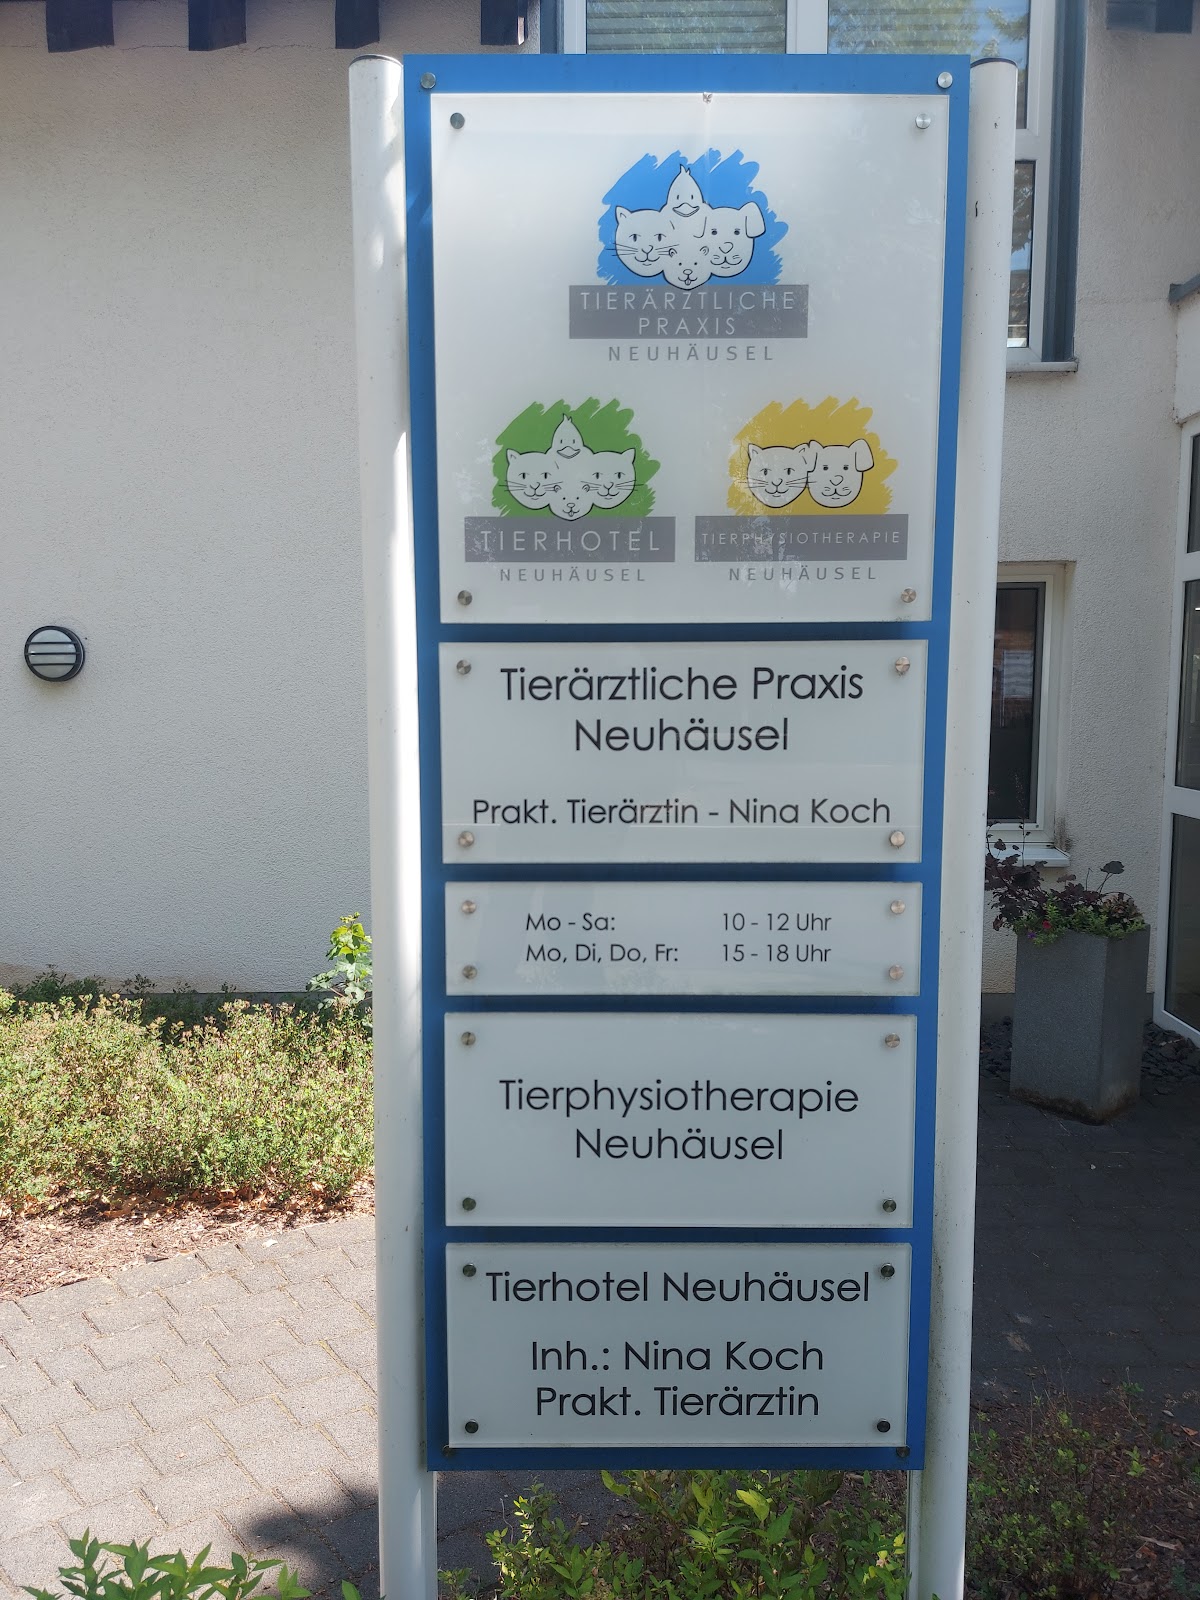 TIERÄRZTLICHE
PRAXIS
NEUHÄUSEL
TIERHOTEL
NEUHÄUSEL
TIERPHYSIOTHERAPIE
NEUHÄUSEL
Tierärztliche Praxis
Neuhäusel
Prakt. Tierärztin - Nina Koch
Mo - Sa: 10 - 12 Uhr
Mo, Di, Do, Fr: 15 - 18 Uhr
Tierphysiotherapie
Neuhäusel
Tierhotel Neuhäusel
Inh.: Nina Koch
Prakt. Tierärztin